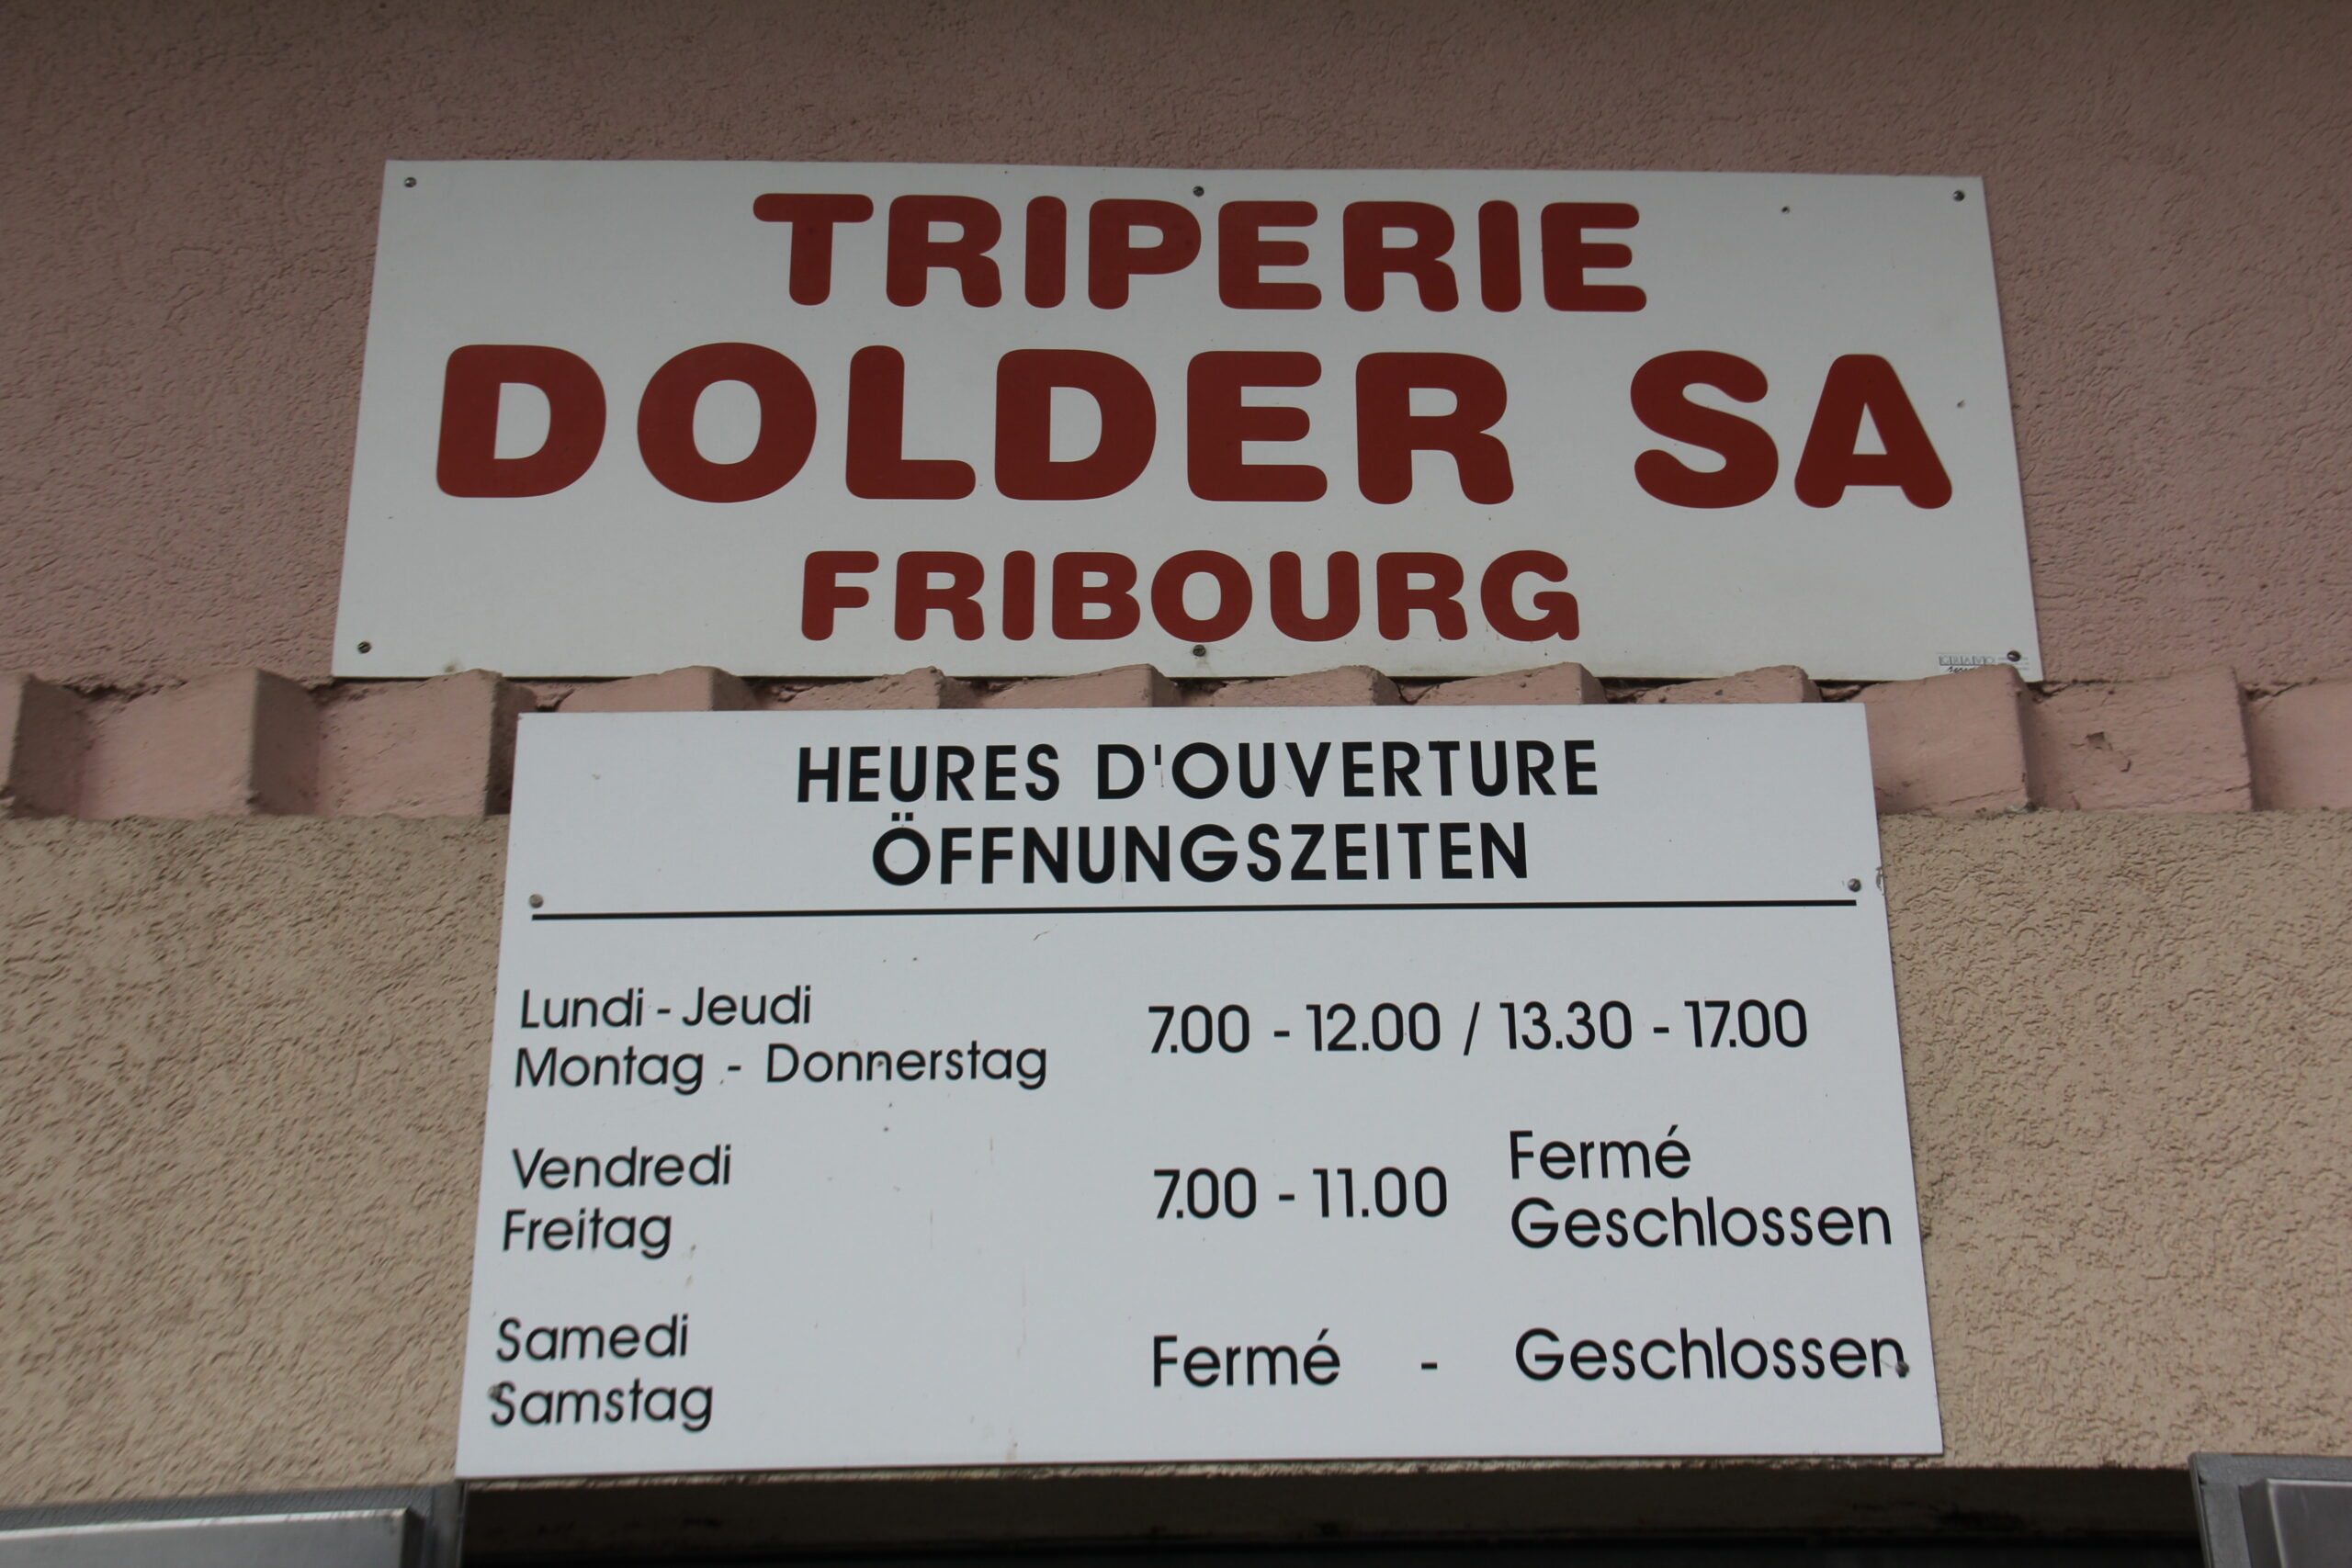 TRIPERIE
DOLDER SA
FRIBOURG
HEURES D'OUVERTURE
ÖFFNUNGSZEITEN
Lundi - Jeudi
Montag - Donnerstag
7.00 - 12.00 / 13.30 - 17.00
Vendredi
Freitag
7.00 - 11.00
Fermé
Geschlossen
Samedi
Samstag
Fermé - Geschlossen